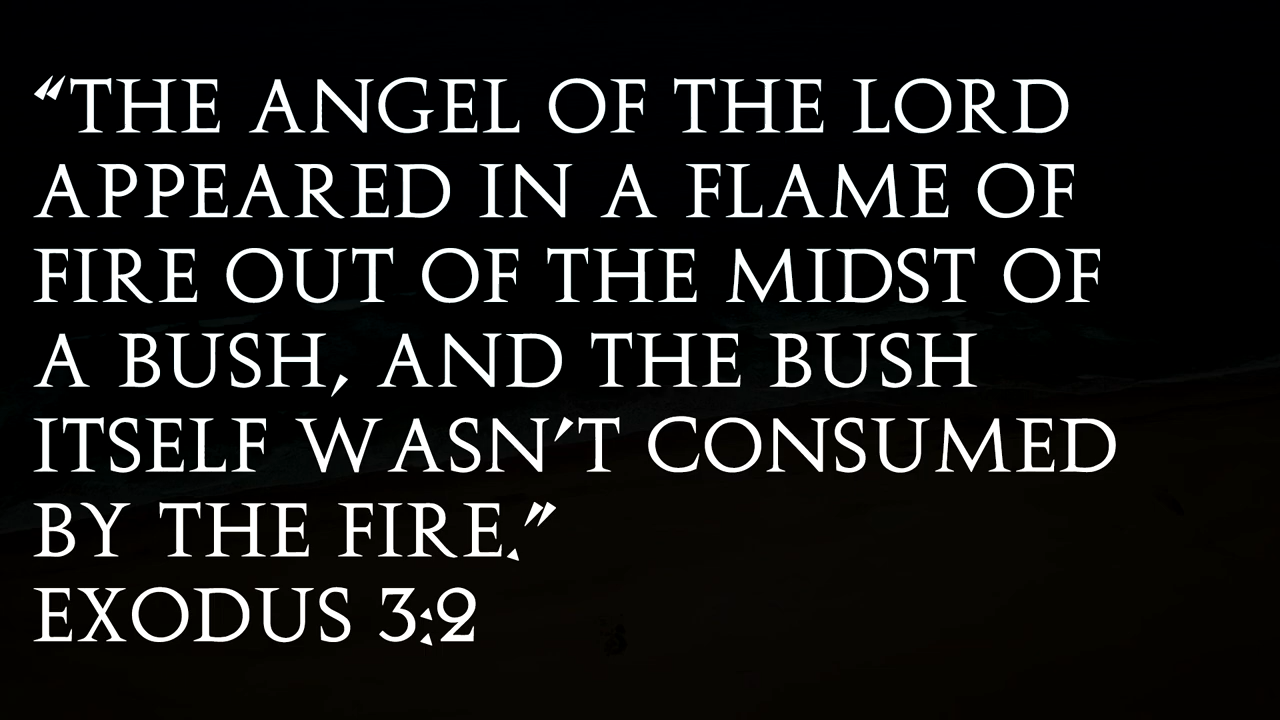 “THE ANGEL OF THE LORD
APPEARED IN A FLAME OF
FIRE OUT OF THE MIDST OF
A BUSH, AND THE BUSH
ITSELF WASN’T CONSUMED
BY THE FIRE.”
EXODUS 3:2